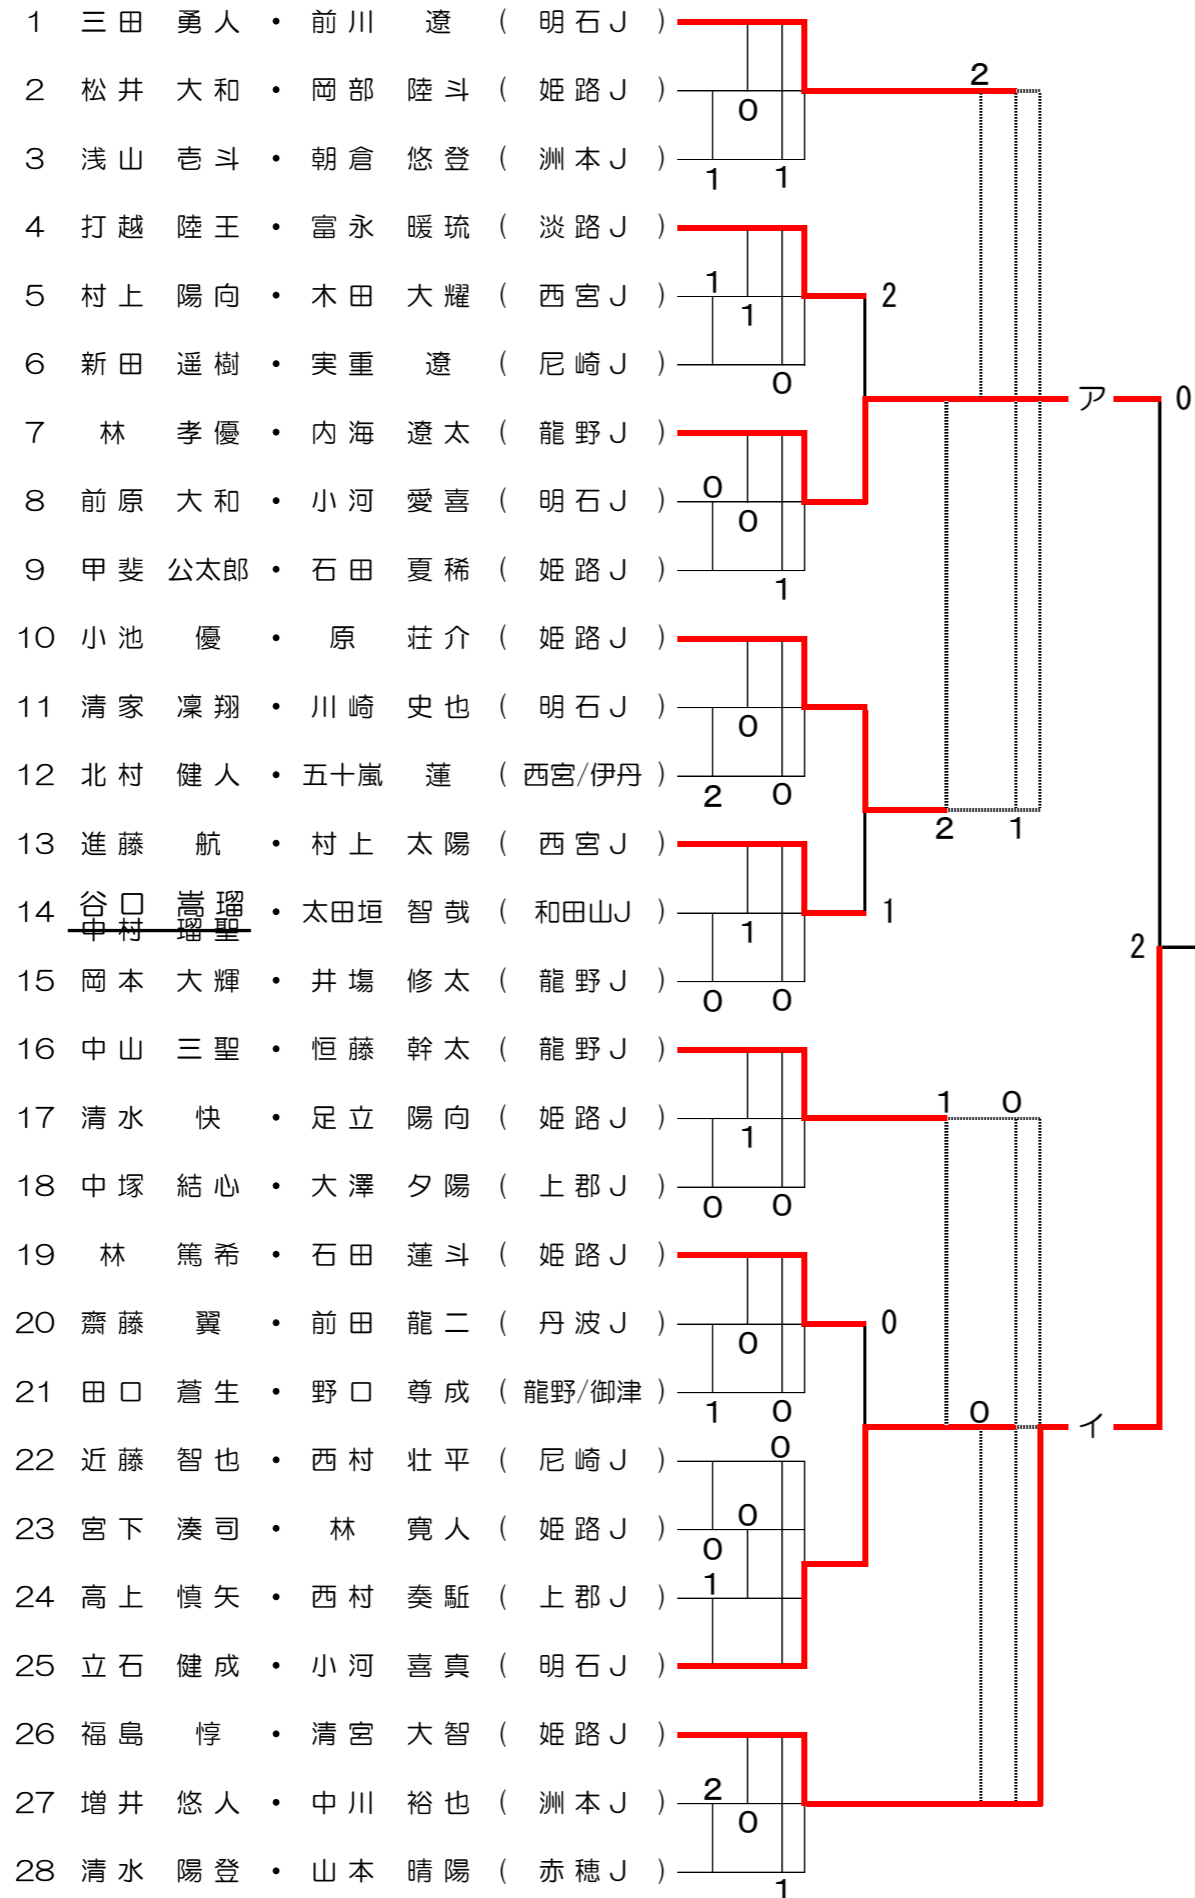 1 三田 勇人 ・ 前川 遼 ( 明石J )
2 松井 大和 ・ 岡部 陸斗 ( 姫路J ) 0 2
3 浅山 壱斗 ・ 朝倉 悠登 ( 洲本J ) 1 1
4 打越 陸王 ・ 富永 暖琉 ( 淡路J )
5 村上 陽向 ・ 木田 大耀 ( 西宮J ) 1 1 2
6 新田 遥樹 ・ 実重 遼 ( 尼崎J ) 0
ア 0
7 林 孝優 ・ 内海 遼太 ( 龍野J )
8 前原 大和 ・ 小河 愛喜 ( 明石J ) 0 0
9 甲斐 公太郎 ・ 石田 夏稀 ( 姫路J ) 1
10 小池 優 ・ 原 荘介 ( 姫路J )
11 清家 凜翔 ・ 川崎 史也 ( 明石J ) 0
12 北村 健人 ・ 五十嵐 蓮 ( 西宮/伊丹 ) 2 0
2 1
13 進藤 航 ・ 村上 太陽 ( 西宮J )
14 谷口 嵩瑠 ・ 太田垣 智哉 ( 和田山J ) 1 1
中村 瑠聖
2
15 岡本 大輝 ・ 井塲 修太 ( 龍野J ) 0 0
16 中山 三聖 ・ 恒藤 幹太 ( 龍野J )
17 清水 快 ・ 足立 陽向 ( 姫路J ) 1 1 0
18 中塚 結心 ・ 大澤 夕陽 ( 上郡J ) 0 0
19 林 篤希 ・ 石田 蓮斗 ( 姫路J )
20 齋藤 翼 ・ 前田 龍二 ( 丹波J ) 0 0
21 田口 蒼生 ・ 野口 尊成 ( 龍野/御津 ) 1 0
0 イ
22 近藤 智也 ・ 西村 壮平 ( 尼崎J ) 0
23 宮下 湊司 ・ 林 寛人 ( 姫路J ) 0 0
24 高上 慎矢 ・ 西村 奏駈 ( 上郡J ) 1
25 立石 健成 ・ 小河 喜真 ( 明石J )
26 福島 惇 ・ 清宮 大智 ( 姫路J )
27 増井 悠人 ・ 中川 裕也 ( 洲本J ) 2 0
28 清水 陽登 ・ 山本 晴陽 ( 赤穂J ) 1